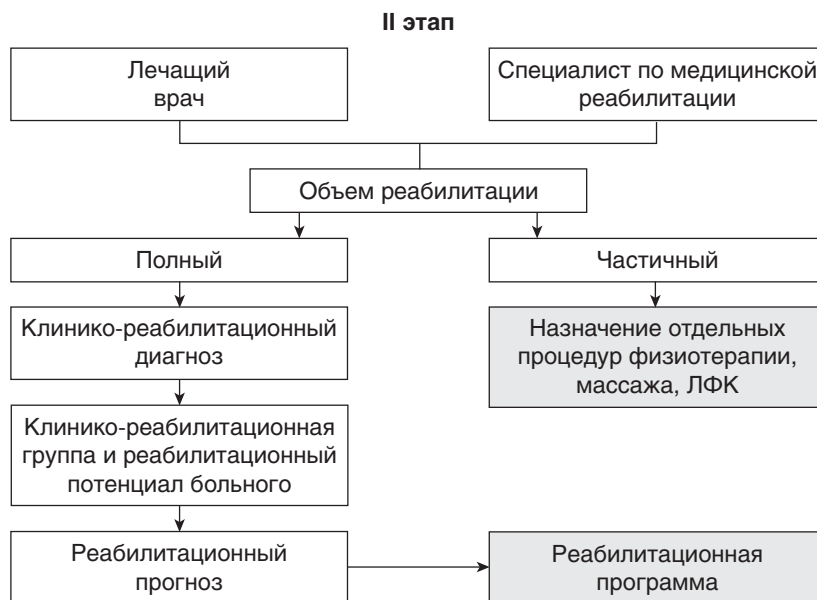 II этап
Лечащий
врач
Специалист по медицинской
реабилитации
Объем реабилитации
Полный
Частичный
Клинико-реабилитационный
диагноз
Назначение отдельных
процедур физиотерапии,
массажа, ЛФК
Клинико-реабилитационная
группа и реабилитационный
потенциал больного
Реабилитационный
прогноз
Реабилитационная
программа